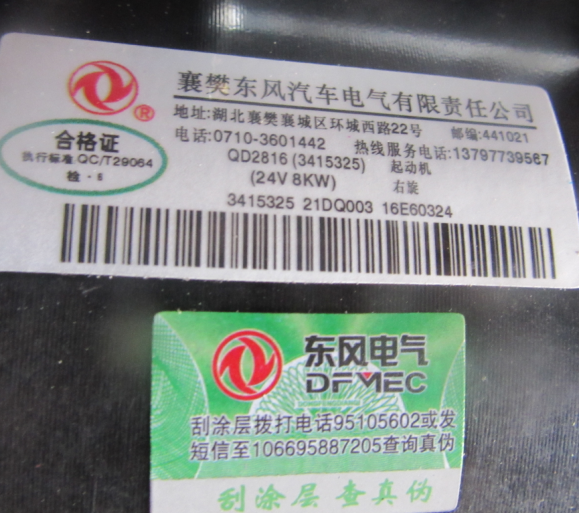 襄樊东风汽车电气有限责任公司
®
地址:湖北襄樊襄城区环城西路22号 邮编:441021
电话:0710-3601442 热线服务电话:13797739587
合格证
执行标准 QC/T29064
检·6
QD2816 (3415325) 起动机
(24V 8KW) 右旋
3415325 21DQ003 16E60324
东风电气
DFMEC
刮涂层拨打电话95105602或发
短信至106695887205查询真伪
刮涂层 查真伪